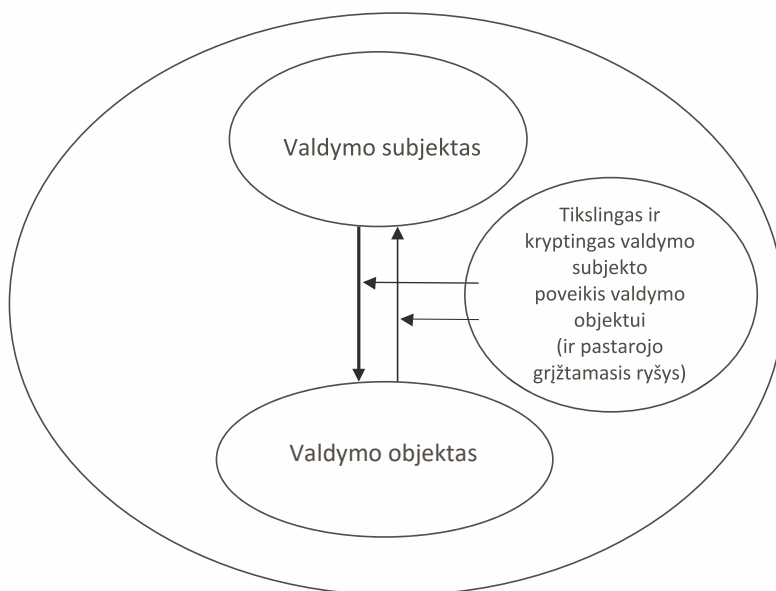 Valdymo subjektas
Tikslingas ir
kryptingas valdymo
subjekto
poveikis valdymo
objektui
(ir pastarojo
grįžtamasis ryšys)
Valdymo objektas